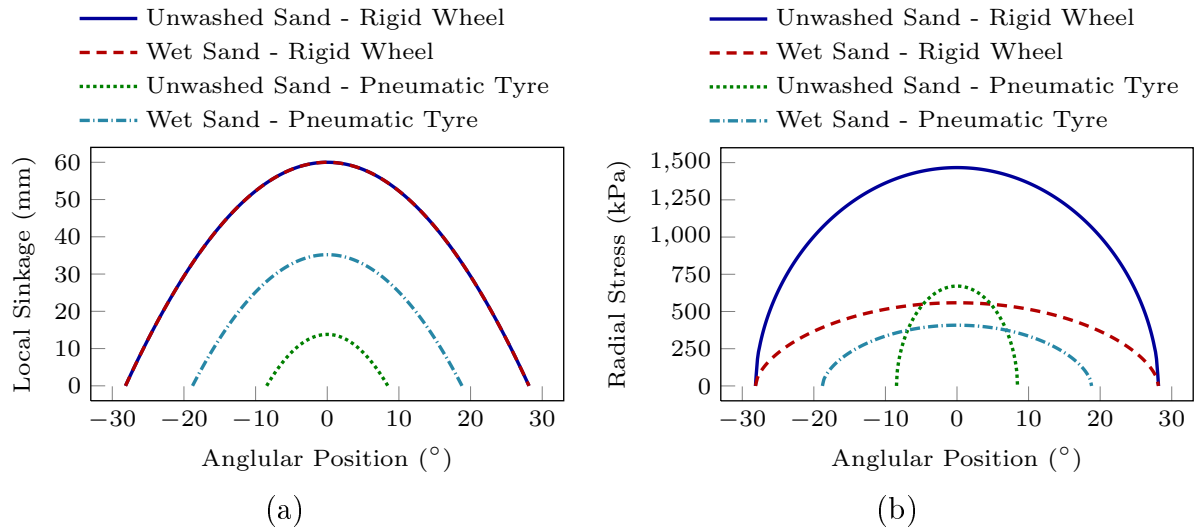 Unwashed Sand - Rigid Wheel
Wet Sand - Rigid Wheel
Unwashed Sand - Pneumatic Tyre
Wet Sand - Pneumatic Tyre
Local Sinkage (mm)
60
50
40
30
20
10
0
−30 −20 −10 0 10 20 30
Anglular Position (°)
(a)
Unwashed Sand - Rigid Wheel
Wet Sand - Rigid Wheel
Unwashed Sand - Pneumatic Tyre
Wet Sand - Pneumatic Tyre
Radial Stress (kPa)
1,500
1,250
1,000
750
500
250
0
−30 −20 −10 0 10 20 30
Anglular Position (°)
(b)